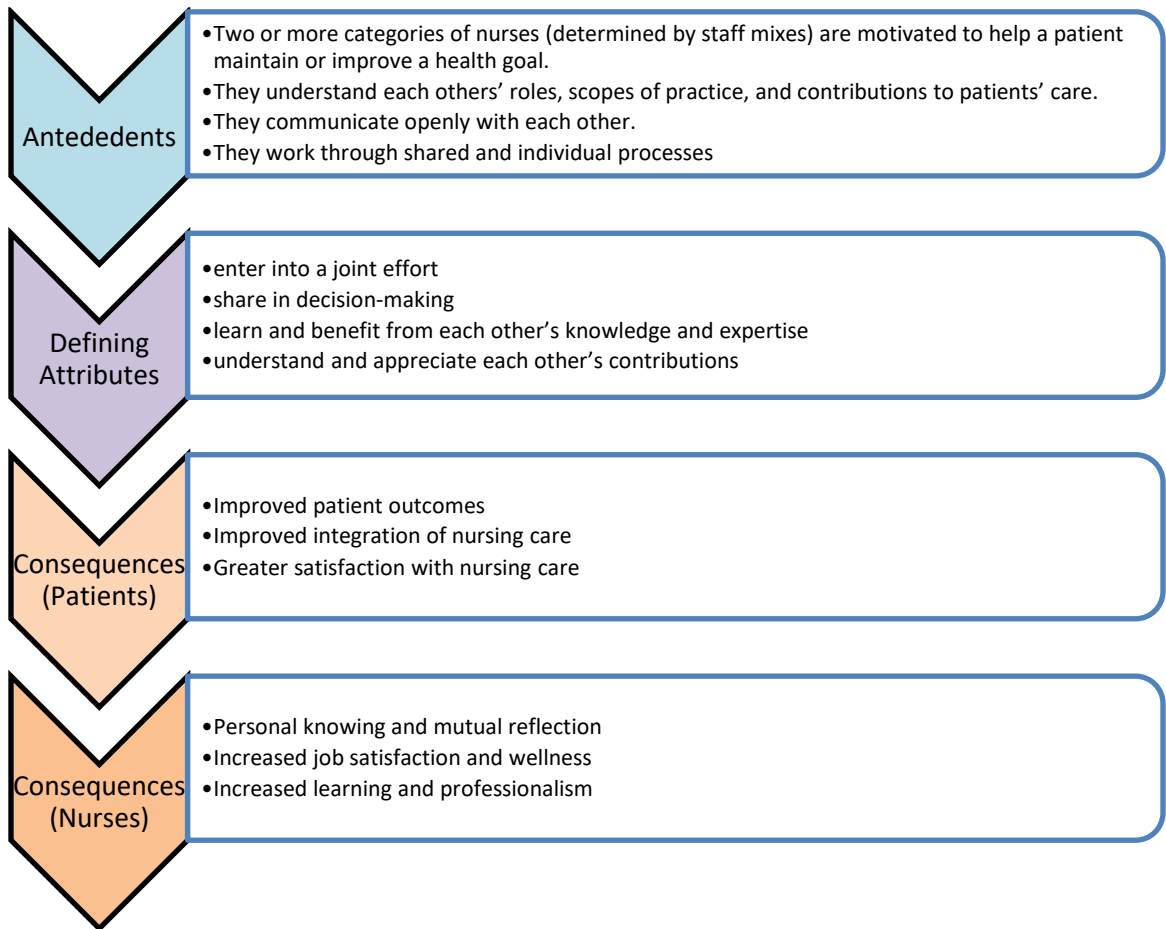 •Two or more categories of nurses (determined by staff mixes) are motivated to help a patient
maintain or improve a health goal.
•They understand each others’ roles, scopes of practice, and contributions to patients’ care.
•They communicate openly with each other.
•They work through shared and individual processes
Antededents
•enter into a joint effort
•share in decision-making
•learn and benefit from each other’s knowledge and expertise
•understand and appreciate each other’s contributions
Defining
Attributes
•Improved patient outcomes
•Improved integration of nursing care
•Greater satisfaction with nursing care
Consequences
(Patients)
•Personal knowing and mutual reflection
•Increased job satisfaction and wellness
•Increased learning and professionalism
Consequences
(Nurses)